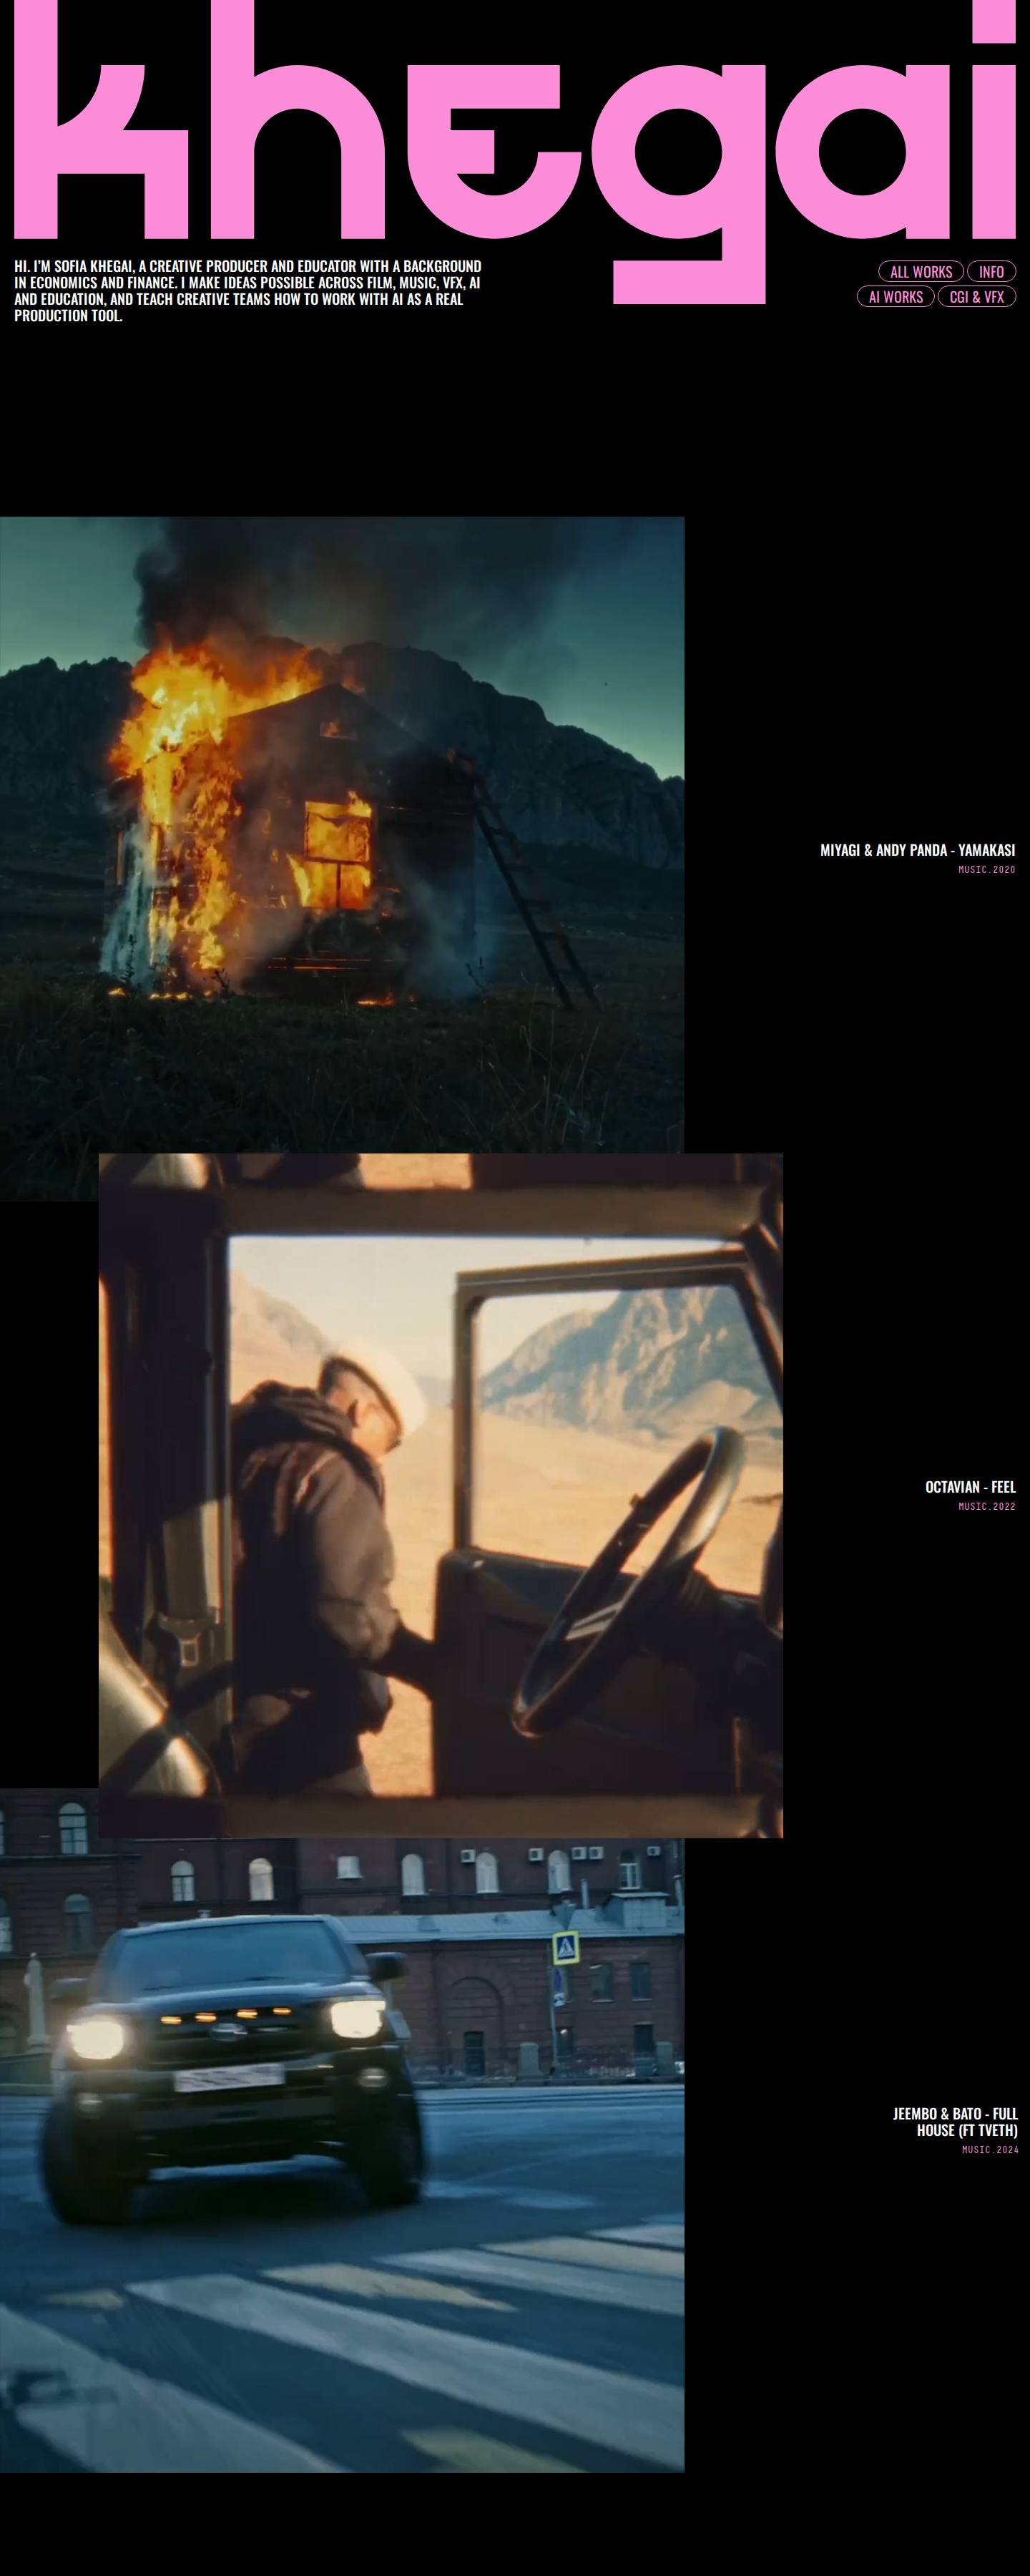 khegai
HI. I'M SOFIA KHEGAI, A CREATIVE PRODUCER AND EDUCATOR WITH A BACKGROUND
IN ECONOMICS AND FINANCE. I MAKE IDEAS POSSIBLE ACROSS FILM, MUSIC, VFX, AI
AND EDUCATION, AND TEACH CREATIVE TEAMS HOW TO WORK WITH AI AS A REAL
PRODUCTION TOOL.
ALL WORKS INFO
AI WORKS CGI & VFX
MIYAGI & ANDY PANDA - YAMAKASI
MUSIC.2020
OCTAVIAN - FEEL
MUSIC.2022
JEEMBO & BATO - FULL
HOUSE (FT TVETH)
MUSIC.2024